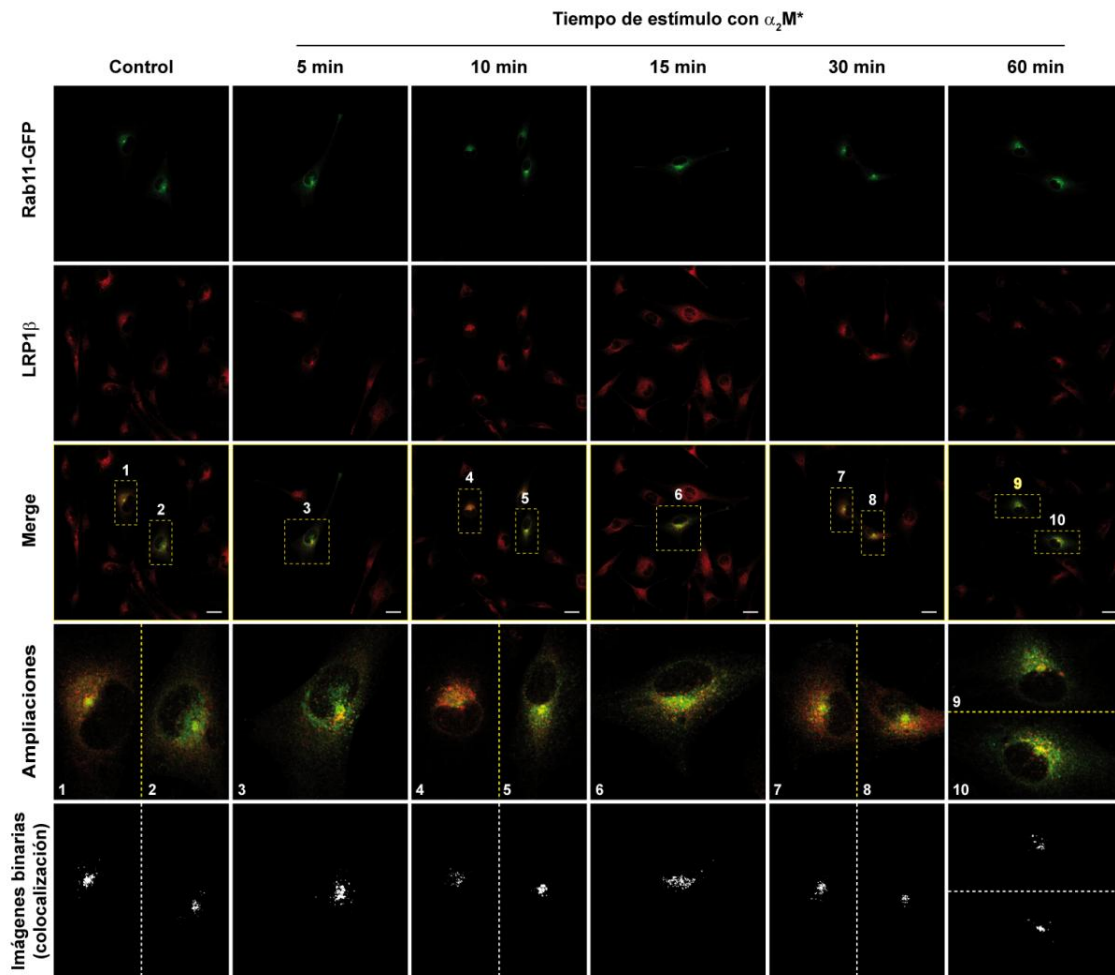 Tiempo de estímulo con α₂M*
Control 5 min 10 min 15 min 30 min 60 min
Rab11-GFP
LRP1β
Merge
1 2 3 4 5 6 7 8 9 10
Ampliaciones
1 2 3 4 5 6 7 8 9 10
Imágenes binarias
(colocalización)